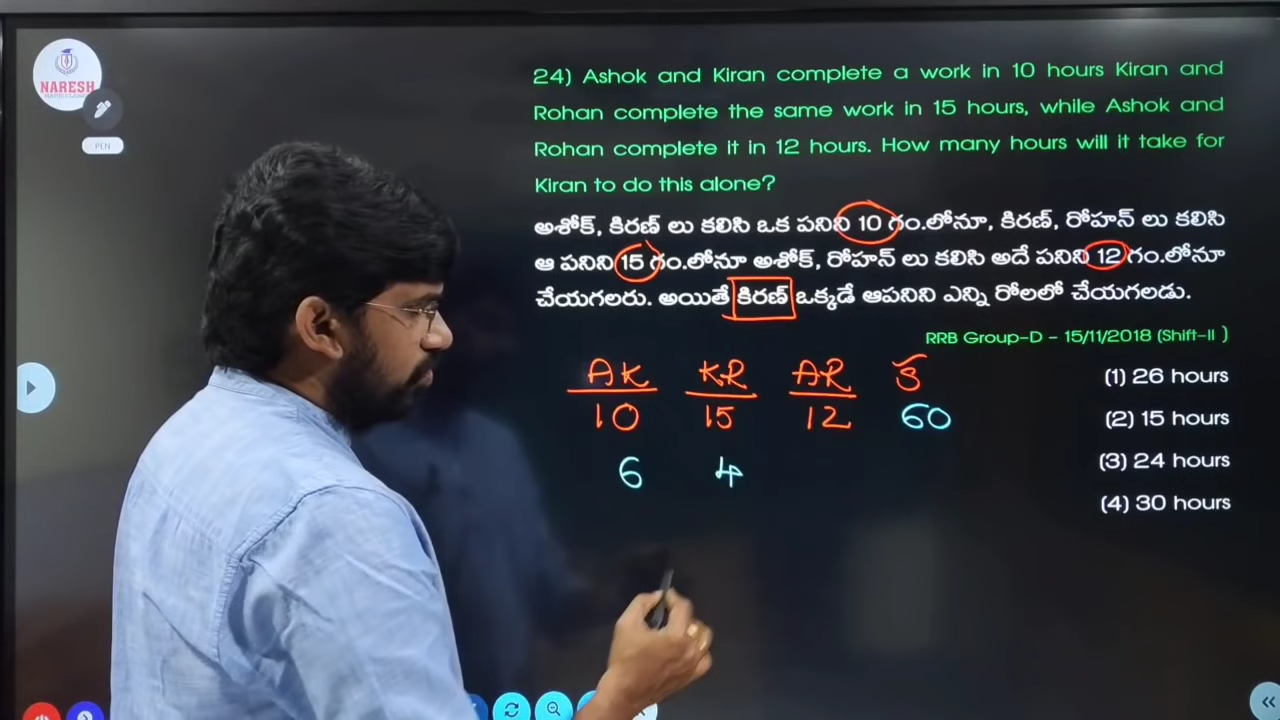 NARESH
PEN
24) Ashok and Kiran complete a work in 10 hours Kiran and
Rohan complete the same work in 15 hours, while Ashok and
Rohan complete it in 12 hours. How many hours will it take for
Kiran to do this alone?
అశోక్, కిరణ్ లు కలిసి ఒక పనిని 10 గం.లోనూ, కిరణ్, రోహన్ లు కలిసి
ఆ పనిని 15 గం.లోనూ అశోక్, రోహన్ లు కలిసి అదే పనిని 12 గం.లోనూ
చేయగలరు. అయితే కిరణ్ ఒక్కడే ఆపనిని ఎన్ని రోలలో చేయగలడు.
RRB Group-D - 15/11/2018 (Shift-II )
AK KR AR
10 15 12 60
6 4
(1) 26 hours
(2) 15 hours
(3) 24 hours
(4) 30 hours